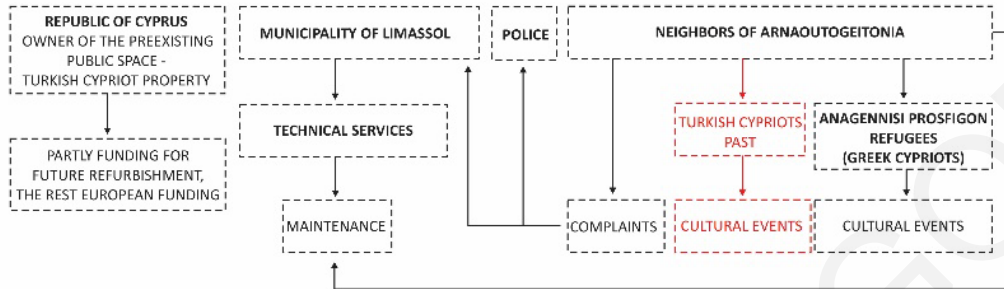 REPUBLIC OF CYPRUS
OWNER OF THE PREEXISTING
PUBLIC SPACE -
TURKISH CYPRIOT PROPERTY
MUNICIPALITY OF LIMASSOL
POLICE
NEIGHBORS OF ARNAOUTOGEITONIA
TECHNICAL SERVICES
TURKISH CYPRIOTS
PAST
ANAGENNISI PROSFIGON
REFUGEES
(GREEK CYPRIOTS)
PARTLY FUNDING FOR
FUTURE REFURBISHMENT,
THE REST EUROPEAN FUNDING
MAINTENANCE
COMPLAINTS
CULTURAL EVENTS
CULTURAL EVENTS